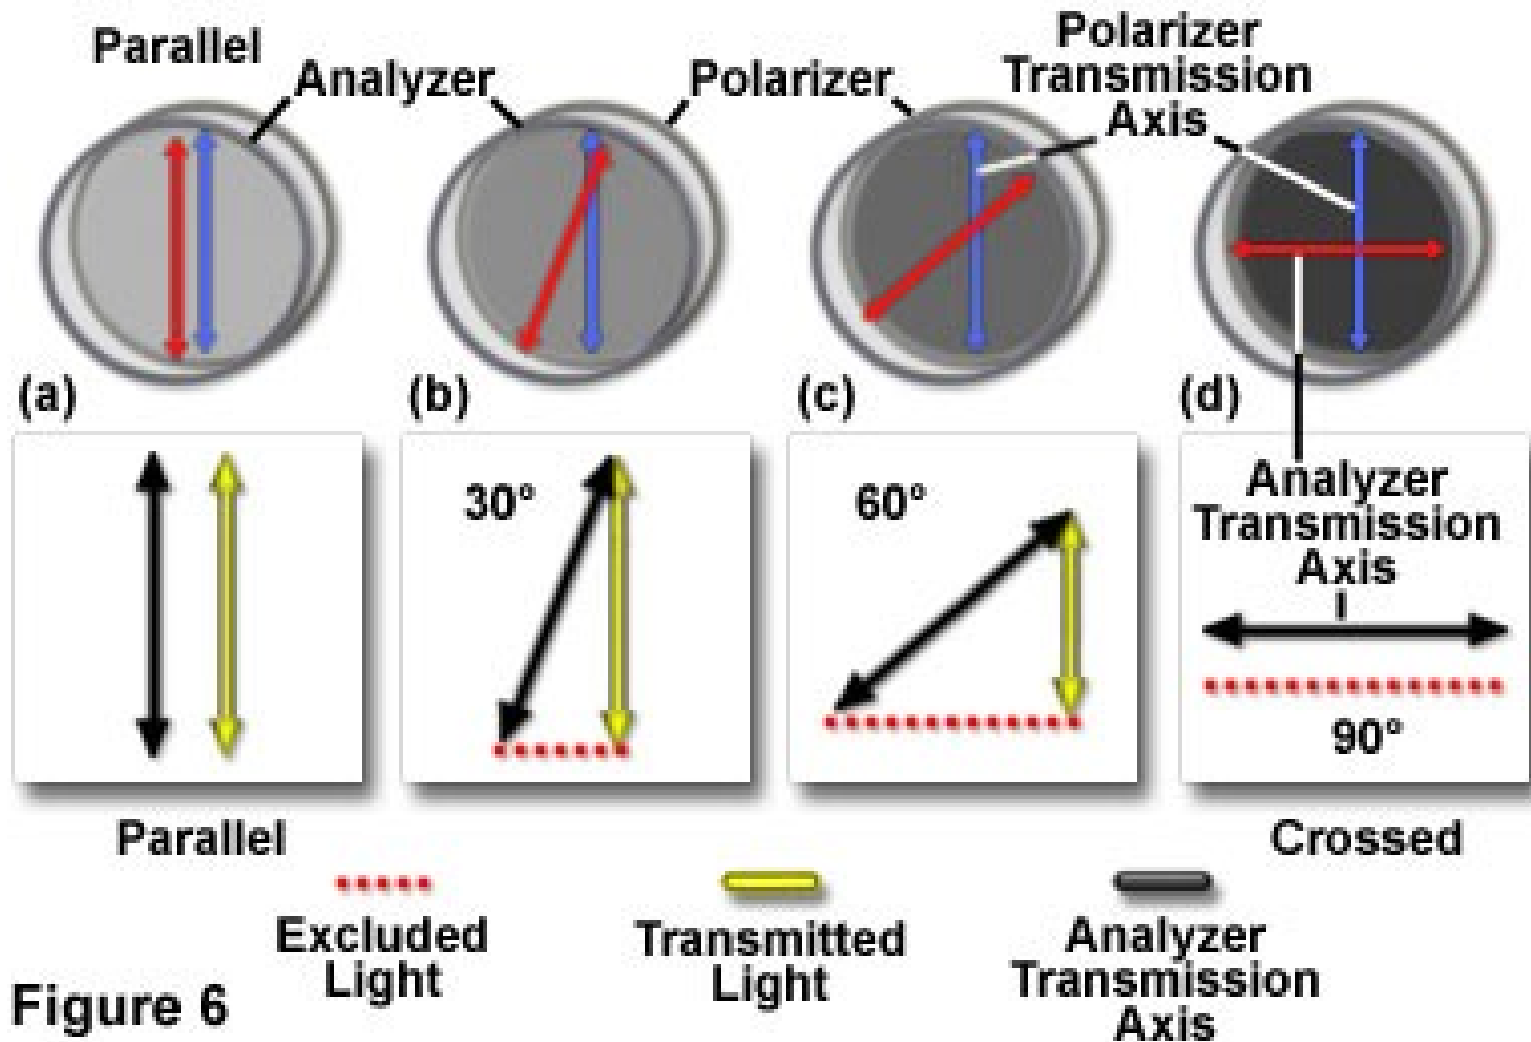 Parallel
Analyzer
Polarizer
Polarizer
Transmission
Axis
(a)
(b)
(c)
(d)
30°
60°
Analyzer
Transmission
Axis
90°
Parallel
Crossed
Excluded
Light
Transmitted
Light
Analyzer
Transmission
Axis
Figure 6